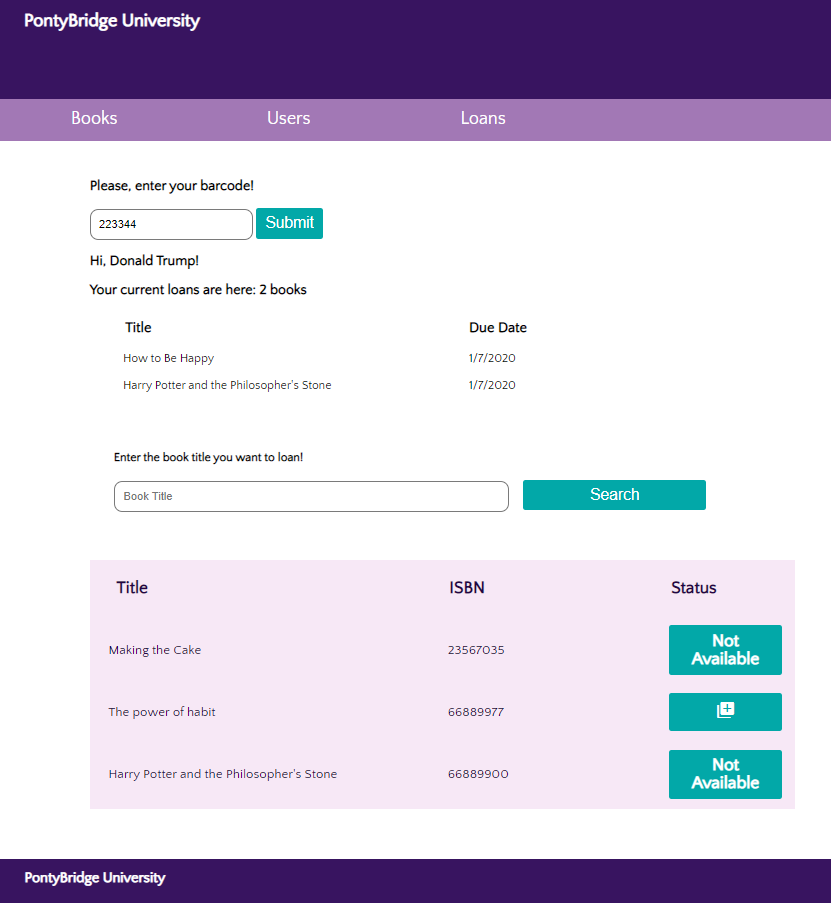 PontyBridge University
Books Users Loans
Please, enter your barcode!
223344 Submit
Hi, Donald Trump!
Your current loans are here: 2 books
Title Due Date
How to Be Happy 1/7/2020
Harry Potter and the Philosopher's Stone 1/7/2020
Enter the book title you want to loan!
Book Title Search
Title ISBN Status
Making the Cake 23567035 Not
Available
The power of habit 66889977
Harry Potter and the Philosopher's Stone 66889900 Not
Available
PontyBridge University